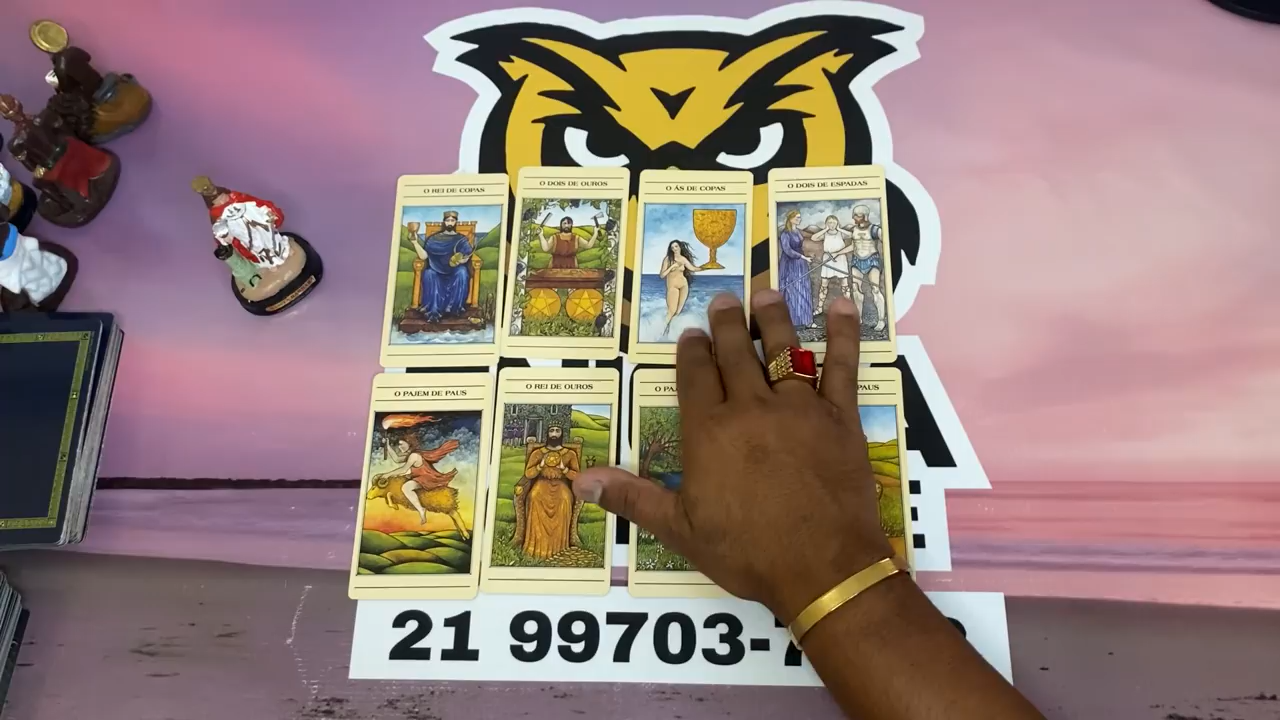 O REI DE COPAS
O DOIS DE OUROS
O ÁS DE COPAS
O DOIS DE ESPADAS
O PAJEM DE PAUS
O REI DE OUROS
O PA
PAUS
A
E
21 99703-7